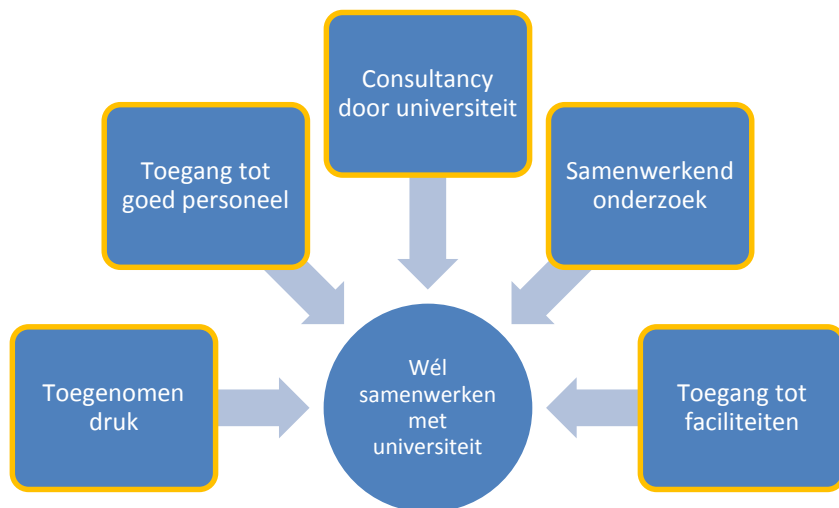 Consultancy
door universiteit
Toegang tot
goed personeel
Samenwerkend
onderzoek
Toegenomen
druk
Wél
samenwerken
met
universiteit
Toegang tot
faciliteiten